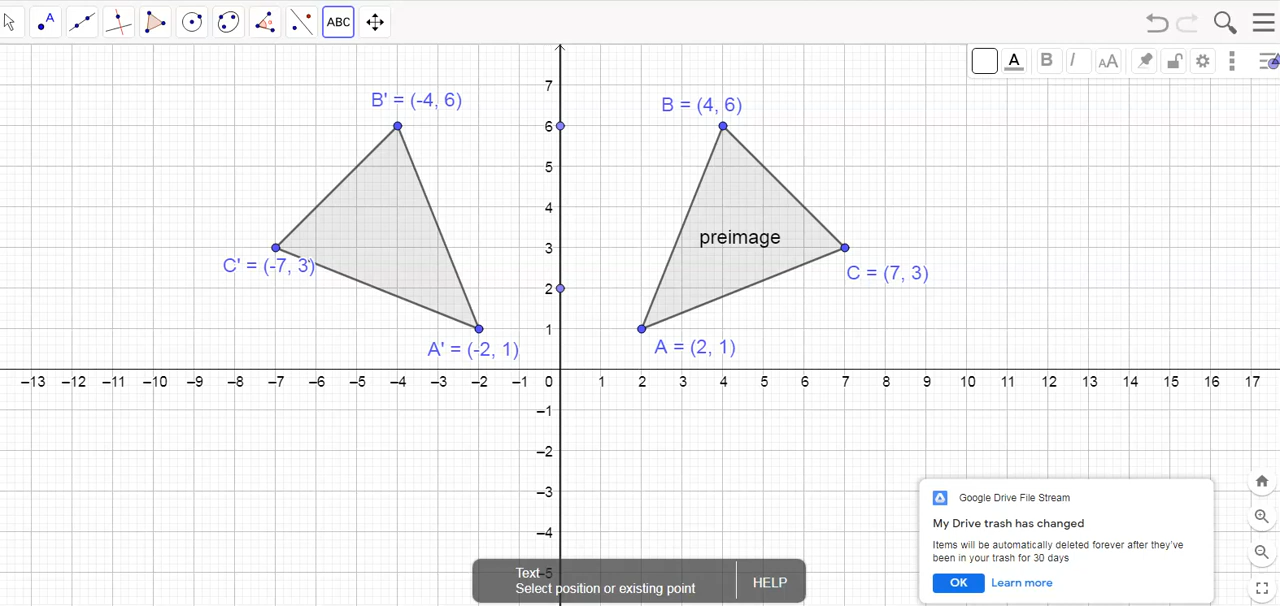 A
ABC
A
B
I
AA
B' = (-4, 6)
B = (4, 6)
7
6
5
4
3
2
1
preimage
C' = (-7, 3)
C = (7, 3)
A' = (-2, 1)
A = (2, 1)
−13 −12 −11 −10 −9 −8 −7 −6 −5 −4 −3 −2 −1 0 1 2 3 4 5 6 7 8 9 10 11 12 13 14 15 16 17
−1
−2
−3
−4
−5
Text
Select position or existing point
HELP
Google Drive File Stream
My Drive trash has changed
Items will be automatically deleted forever after they've
been in your trash for 30 days
OK
Learn more